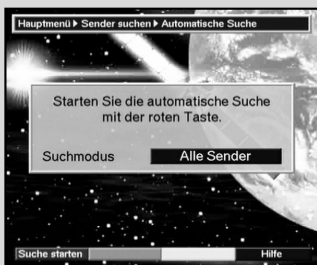 Hauptmenü ▸ Sender suchen ▸ Automatische Suche
Starten Sie die automatische Suche
mit der roten Taste.
Suchmodus Alle Sender
Suche starten Hilfe